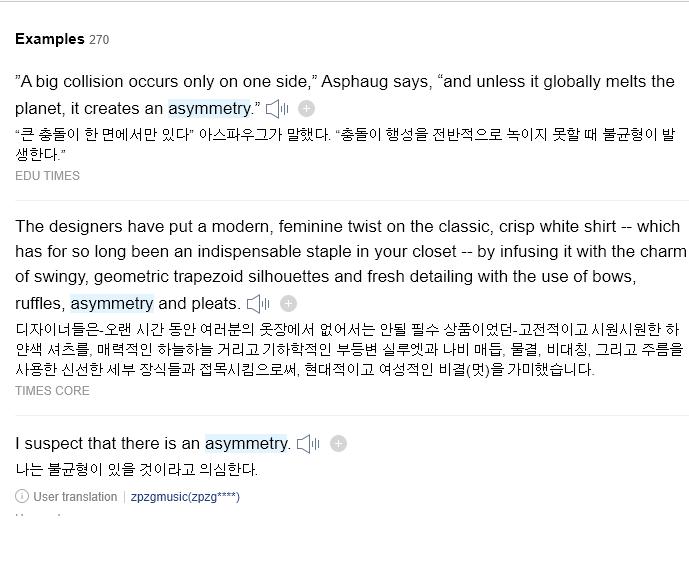 Examples 270
”A big collision occurs only on one side,” Asphaug says, “and unless it globally melts the
planet, it creates an asymmetry.”
“큰 충돌이 한 면에서만 있다” 아스파우그가 말했다. “충돌이 행성을 전반적으로 녹이지 못할 때 불균형이 발
생한다.”
EDU TIMES
The designers have put a modern, feminine twist on the classic, crisp white shirt -- which
has for so long been an indispensable staple in your closet -- by infusing it with the charm
of swingy, geometric trapezoid silhouettes and fresh detailing with the use of bows,
ruffles, asymmetry and pleats.
디자이너들은-오랜 시간 동안 여러분의 옷장에서 없어서는 안될 필수 상품이었던-고전적이고 시원시원한 하
얀색 셔츠를, 매력적인 하늘하늘 거리고 기하학적인 부등변 실루엣과 나비 매듭, 물결, 비대칭, 그리고 주름을
사용한 신선한 세부 장식들과 접목시킴으로써, 현대적이고 여성적인 비결(멋)을 가미했습니다.
TIMES CORE
I suspect that there is an asymmetry.
나는 불균형이 있을 것이라고 의심한다.
User translation | zpzgmusic(zpzg****)